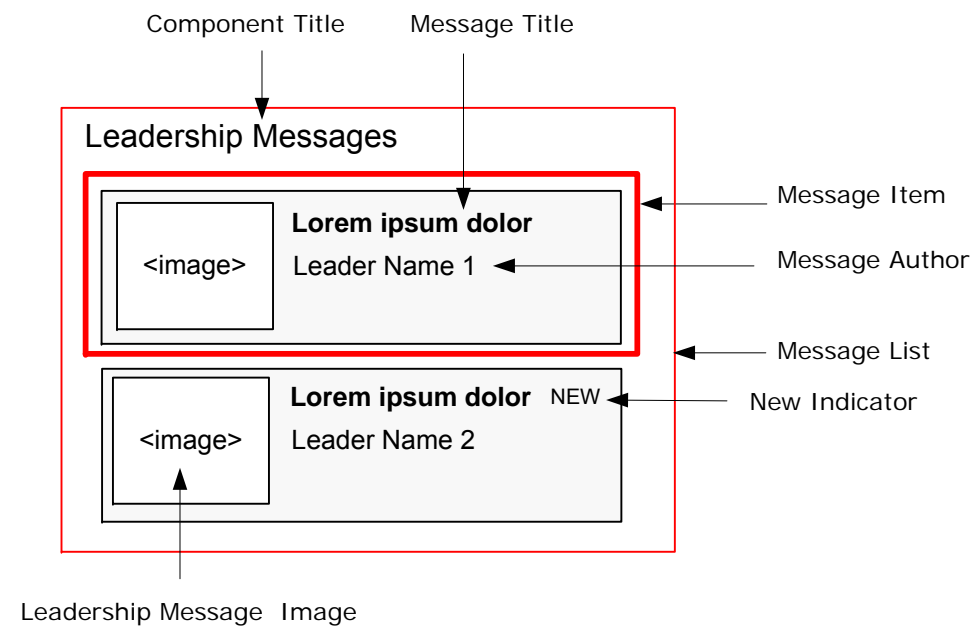 Component Title
Message Title
Leadership Messages
Message Item
<image>
Lorem ipsum dolor
Leader Name 1
Message Author
Message List
<image>
Lorem ipsum dolor
NEW
New Indicator
Leader Name 2
Leadership Message Image